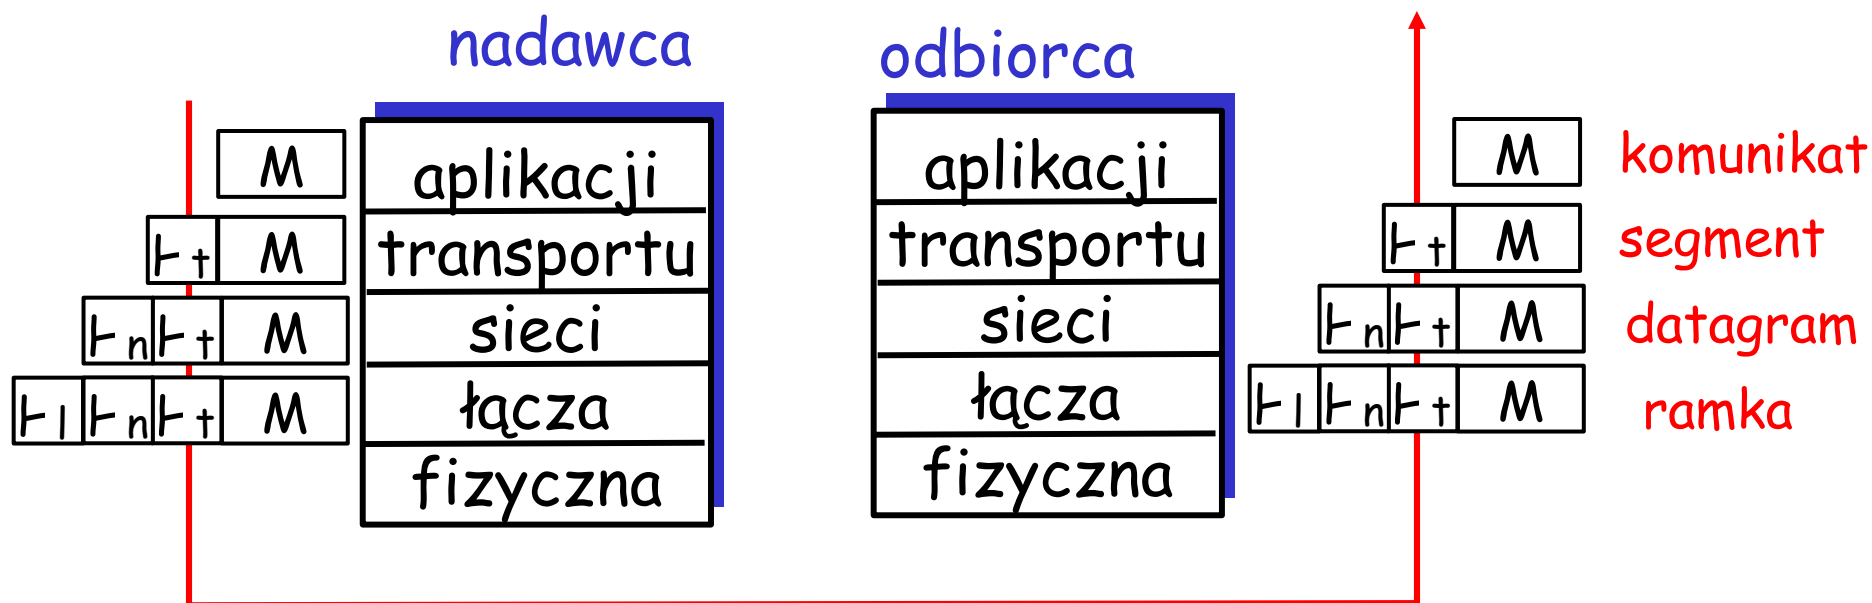 nadawca
odbiorca
M
aplikacji
aplikacji
M
komunikat
Ht M
transportu
transportu
Ht M
segment
Hn Ht M
sieci
sieci
Hn Ht M
datagram
Hl Hn Ht M
łącza
łącza
Hl Hn Ht M
ramka
fizyczna
fizyczna